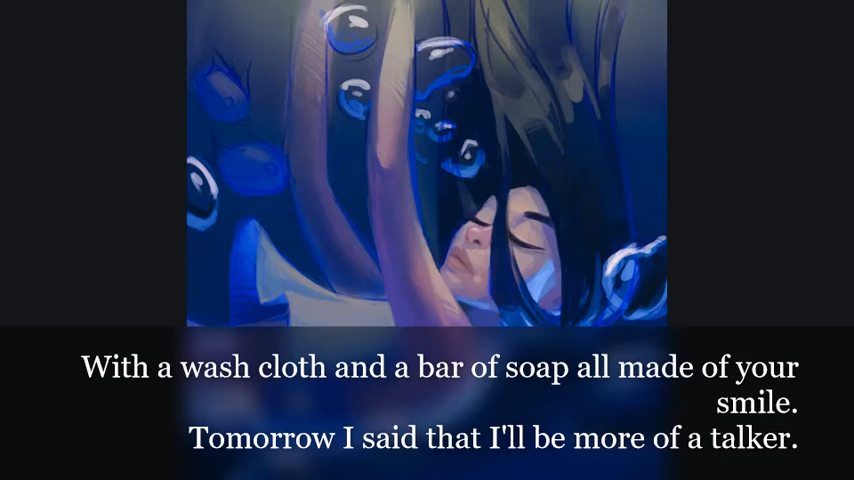 With a wash cloth and a bar of soap all made of your
smile.
Tomorrow I said that I'll be more of a talker.